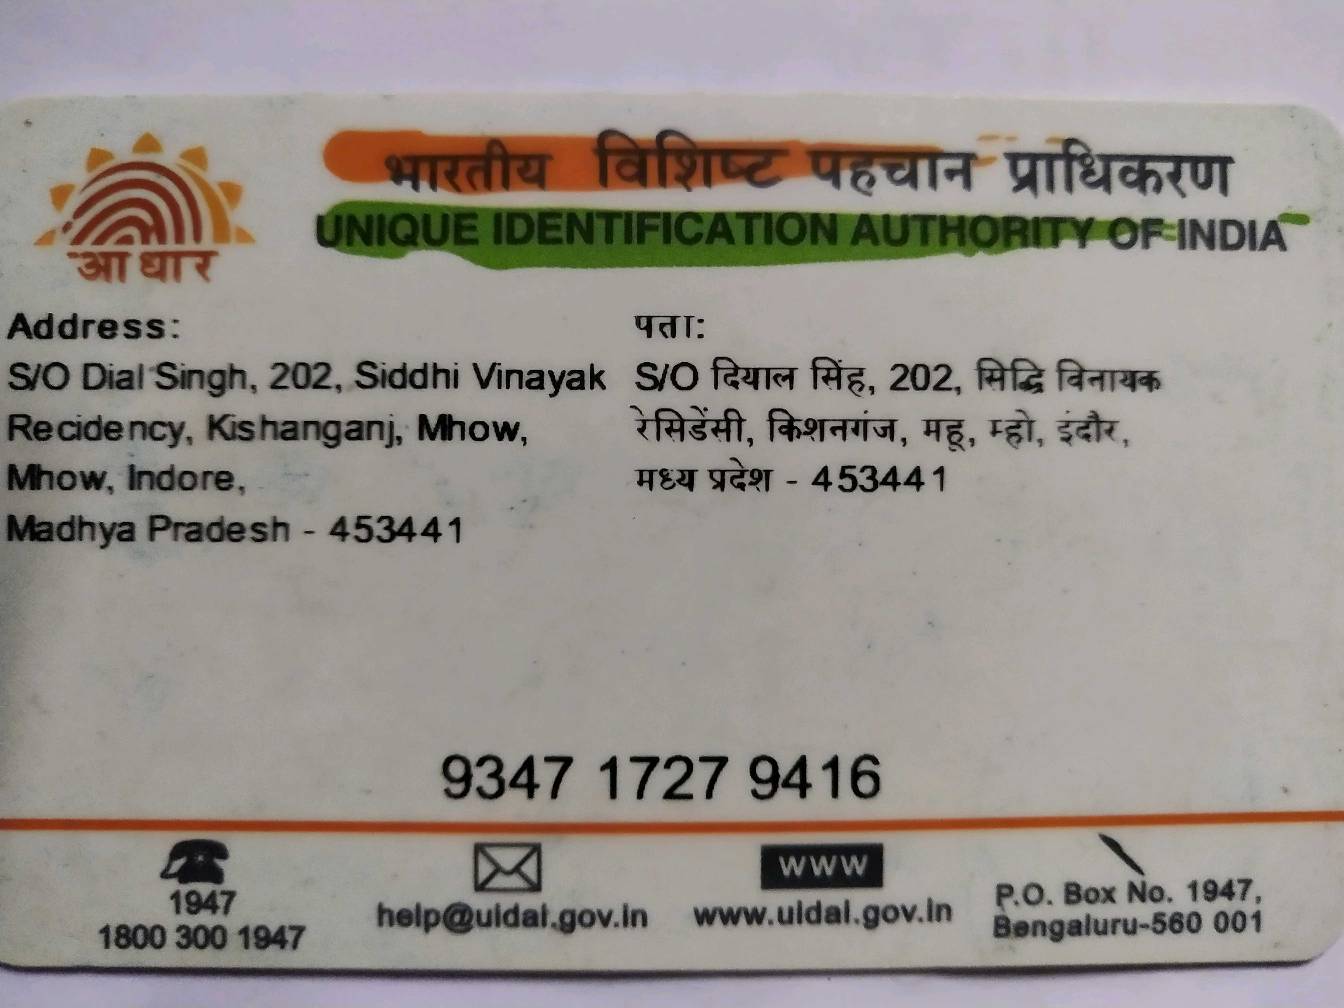 भारतीय विशिष्ट पहचान प्राधिकरण
UNIQUE IDENTIFICATION AUTHORITY OF INDIA
आधार
Address:
S/O Dial Singh, 202, Siddhi Vinayak
Recidency, Kishanganj, Mhow,
Mhow, Indore,
Madhya Pradesh - 453441
पता:
S/O दियाल सिंह, 202, सिद्धि विनायक
रेसिडेंसी, किशनगंज, महू, म्हो, इंदौर,
मध्य प्रदेश - 453441
9347 1727 9416
1947
1800 300 1947
help@uidai.gov.in
www
www.uidai.gov.in
P.O. Box No. 1947,
Bengaluru-560 001